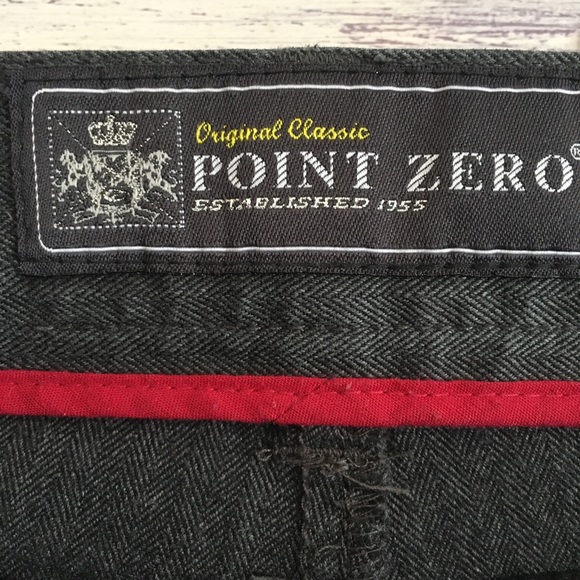 Original Classic
POINT ZERO®
ESTABLISHED 1955